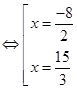 ⇔ [ x = -8/2
x = 15/3